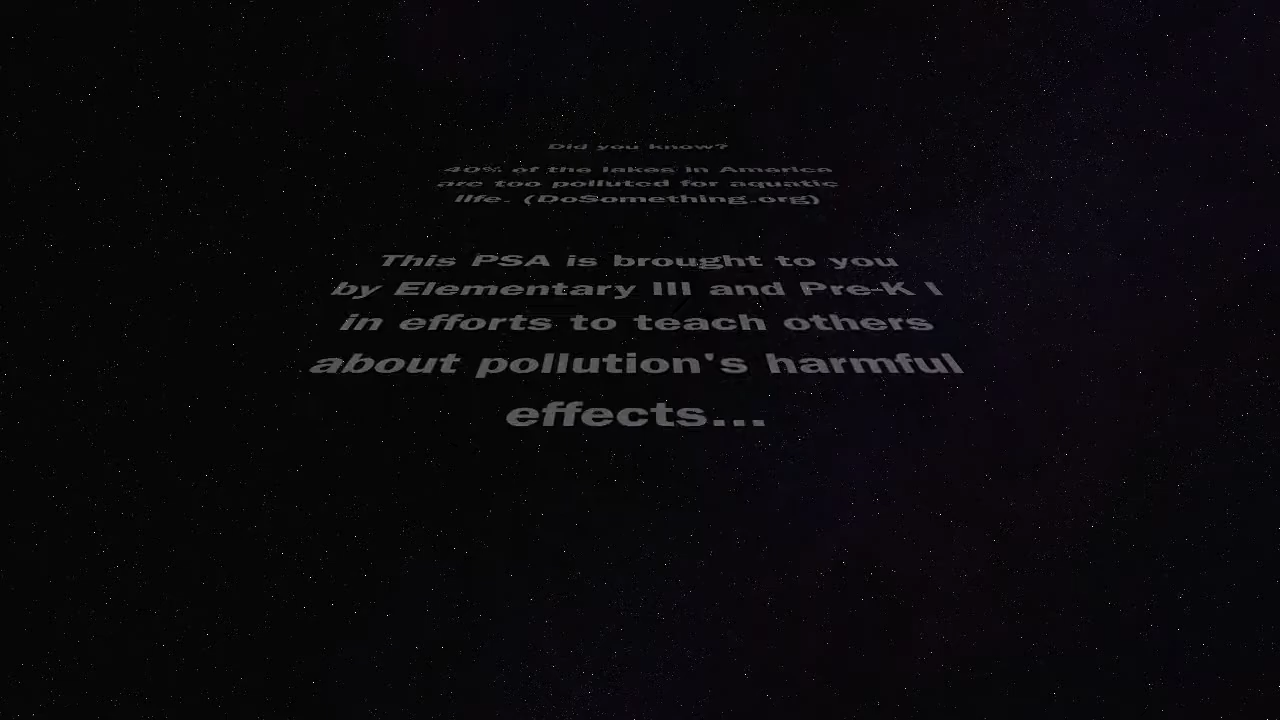 Did you know?
40% of the lakes in America
are too polluted for aquatic
life. (DoSomething.org)
This PSA is brought to you
by Elementary III and Pre-K I
in efforts to teach others
about pollution's harmful
effects...